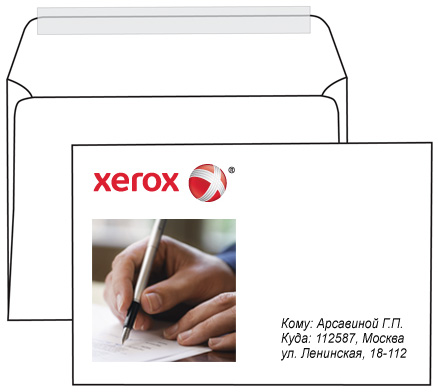 xerox ®
Кому: Арсавиной Г.П.
Куда: 112587, Москва
ул. Ленинская, 18-112